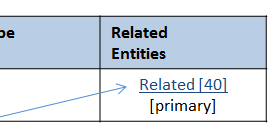 pe Related
Entities
Related [40]
[primary]